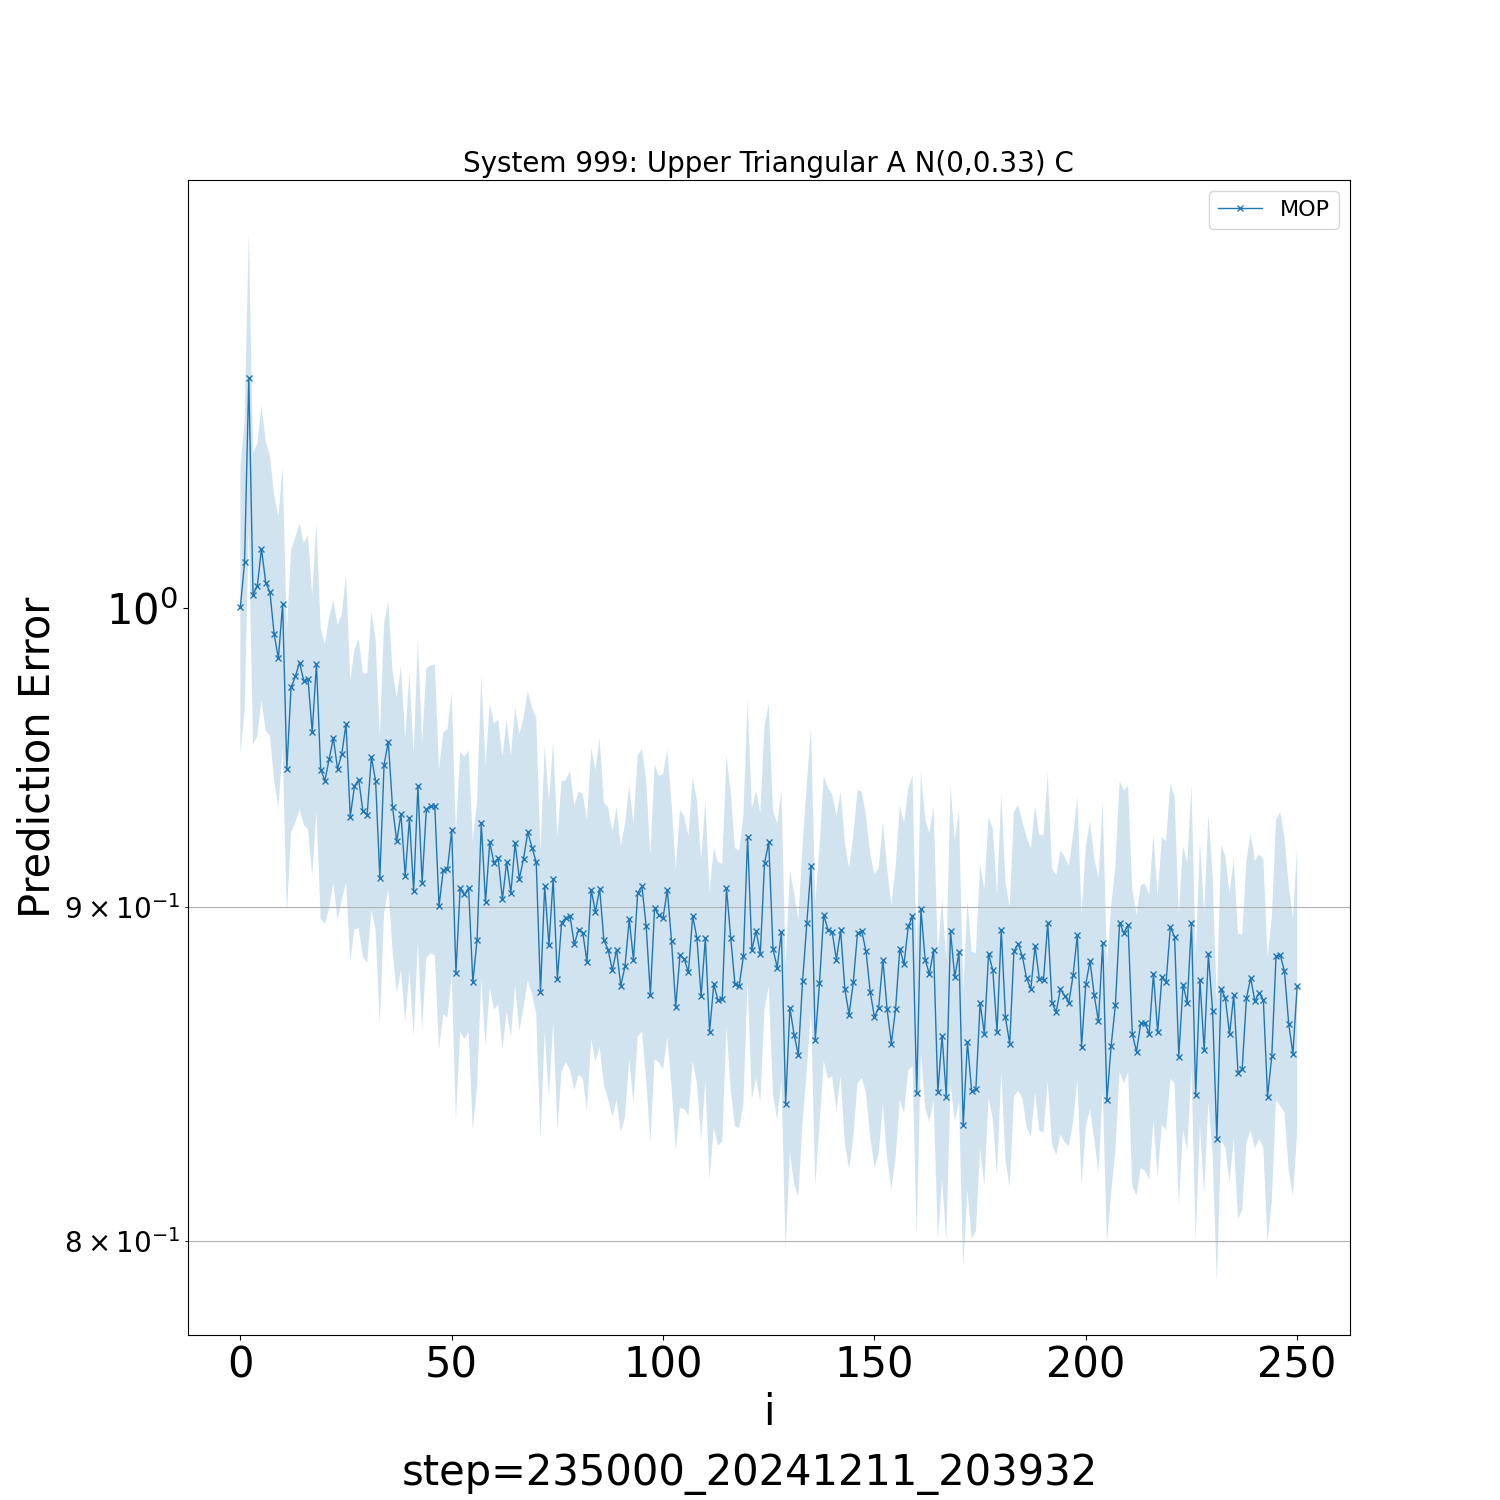 System 999: Upper Triangular A N(0,0.33) C
MOP
Prediction Error
10⁰
9 × 10⁻¹
8 × 10⁻¹
0 50 100 150 200 250
i
step=235000_20241211_203932